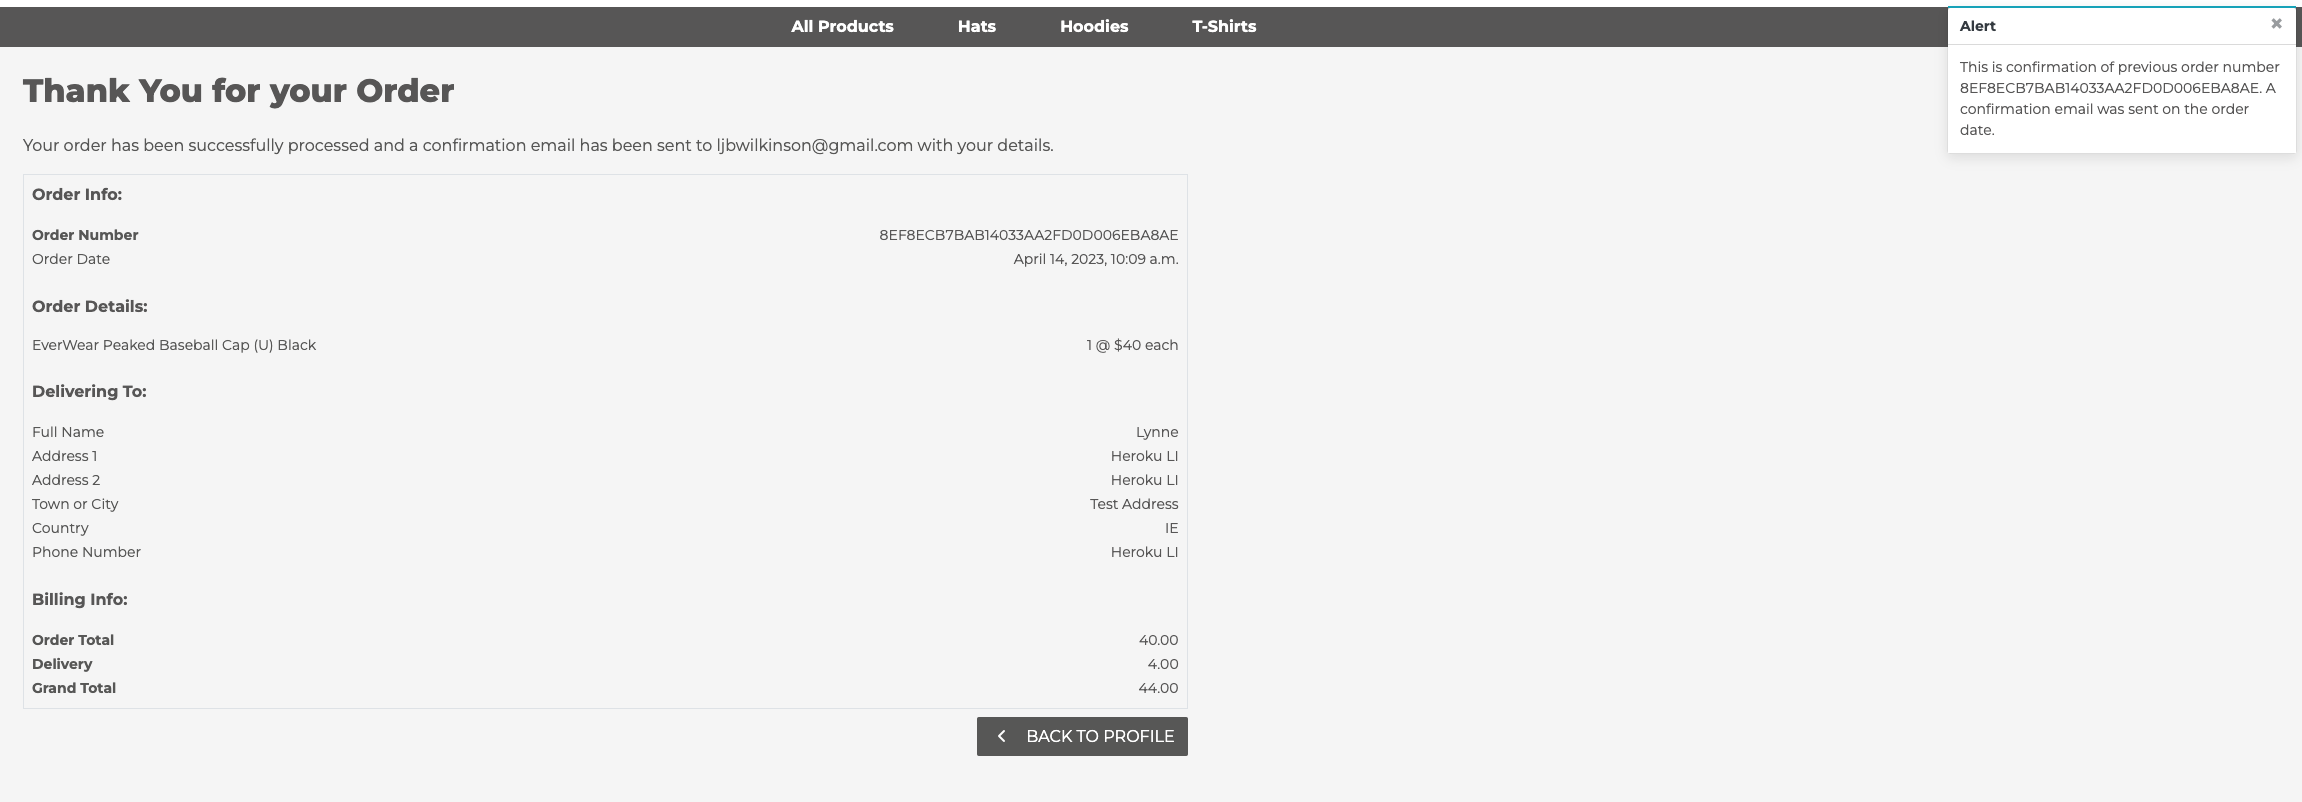 All Products Hats Hoodies T-Shirts
Alert ✖
This is confirmation of previous order number
8EF8ECB7BAB14033AA2FD0D006EBA8AE. A
confirmation email was sent on the order
date.
Thank You for your Order
Your order has been successfully processed and a confirmation email has been sent to ljbwilkinson@gmail.com with your details.
Order Info:
Order Number 8EF8ECB7BAB14033AA2FD0D006EBA8AE
Order Date April 14, 2023, 10:09 a.m.
Order Details:
EverWear Peaked Baseball Cap (U) Black 1 @ $40 each
Delivering To:
Full Name Lynne
Address 1 Heroku LI
Address 2 Heroku LI
Town or City Test Address
Country IE
Phone Number Heroku LI
Billing Info:
Order Total 40.00
Delivery 4.00
Grand Total 44.00
BACK TO PROFILE